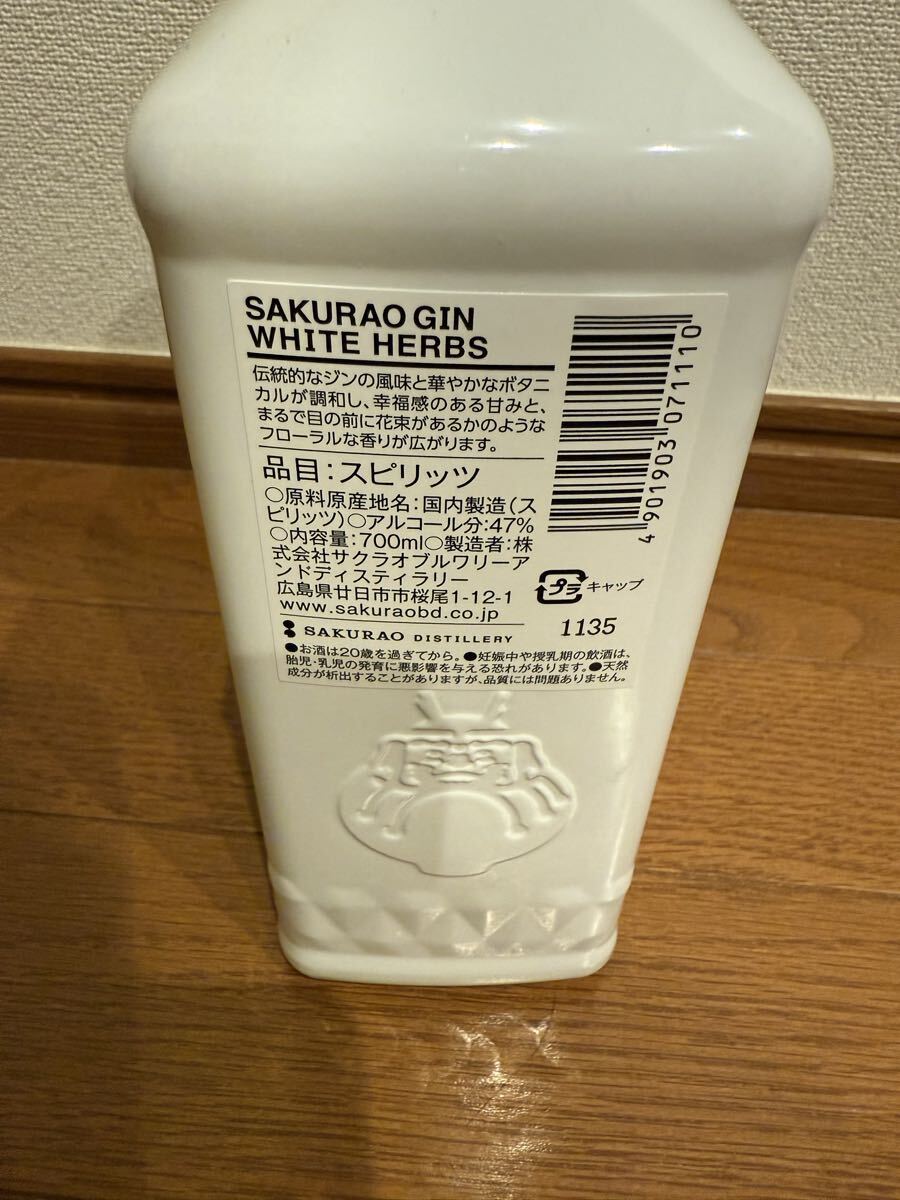 SAKURAO GIN
WHITE HERBS
伝統的なジンの風味と華やかなボタニ
カルが調和し、幸福感のある甘みと、
まるで目の前に花束があるかのような
フローラルな香りが広がります。
品目：スピリッツ
○原料原産地名：国内製造（ス
ピリッツ）○アルコール分：47%
○内容量：700ml○製造者：株
式会社サクラオブルワリーア
ンドディスティラリー
広島県廿日市市桜尾1-12-1
www.sakuraobd.co.jp
SAKURAO DISTILLERY
4 901903 071110
プラ キャップ
1135
●お酒は20歳を過ぎてから。●妊娠中や授乳期の飲酒は、
胎児・乳児の発育に悪影響を与える恐れがあります。●天然
成分が析出することがありますが、品質には問題ありません。